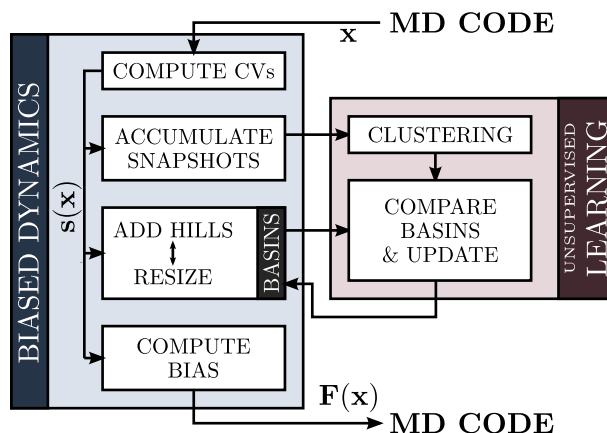 MD CODE
x
COMPUTE CVs
ACCUMULATE
SNAPSHOTS
CLUSTERING
BIASED DYNAMICS
s(x)
ADD HILLS
RESIZE
BASINS
COMPARE
BASINS
& UPDATE
UNSUPERVISED
LEARNING
COMPUTE
BIAS
F(x)
MD CODE